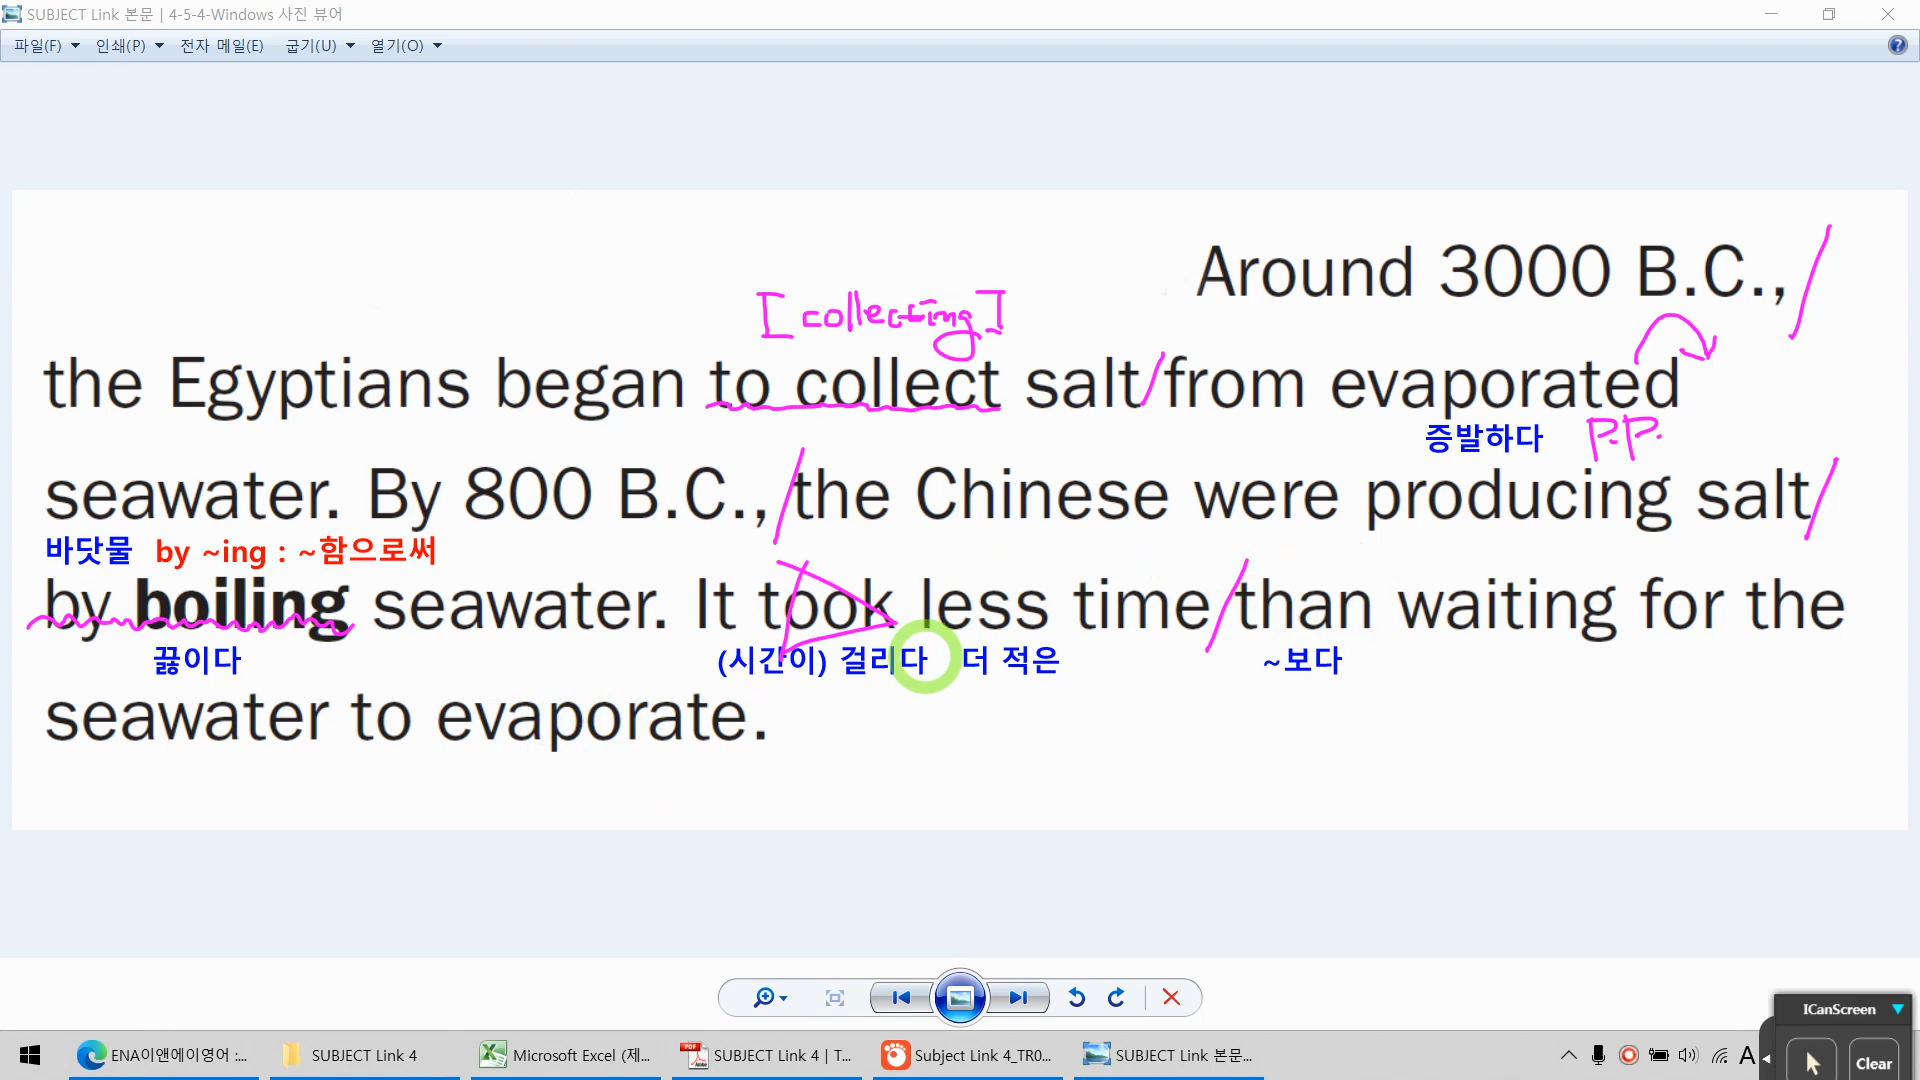 SUBJECT Link 본문 | 4-5-4-Windows 사진 뷰어
파일(F) 인쇄(P) 전자 메일(E) 굽기(U) 열기(O)
Around 3000 B.C.,
[collecting]
the Egyptians began to collect salt from evaporated
증발하다 P.P.
seawater. By 800 B.C., the Chinese were producing salt
바닷물 by ~ing : ~함으로써
by boiling seawater. It took less time than waiting for the
끓이다 (시간이) 걸리다 더 적은 ~보다
seawater to evaporate.
ICanScreen
Clear
ENA이앤에이영어 :... SUBJECT Link 4 Microsoft Excel (제... SUBJECT Link 4 | T... Subject Link 4_TR0... SUBJECT Link 본문... A